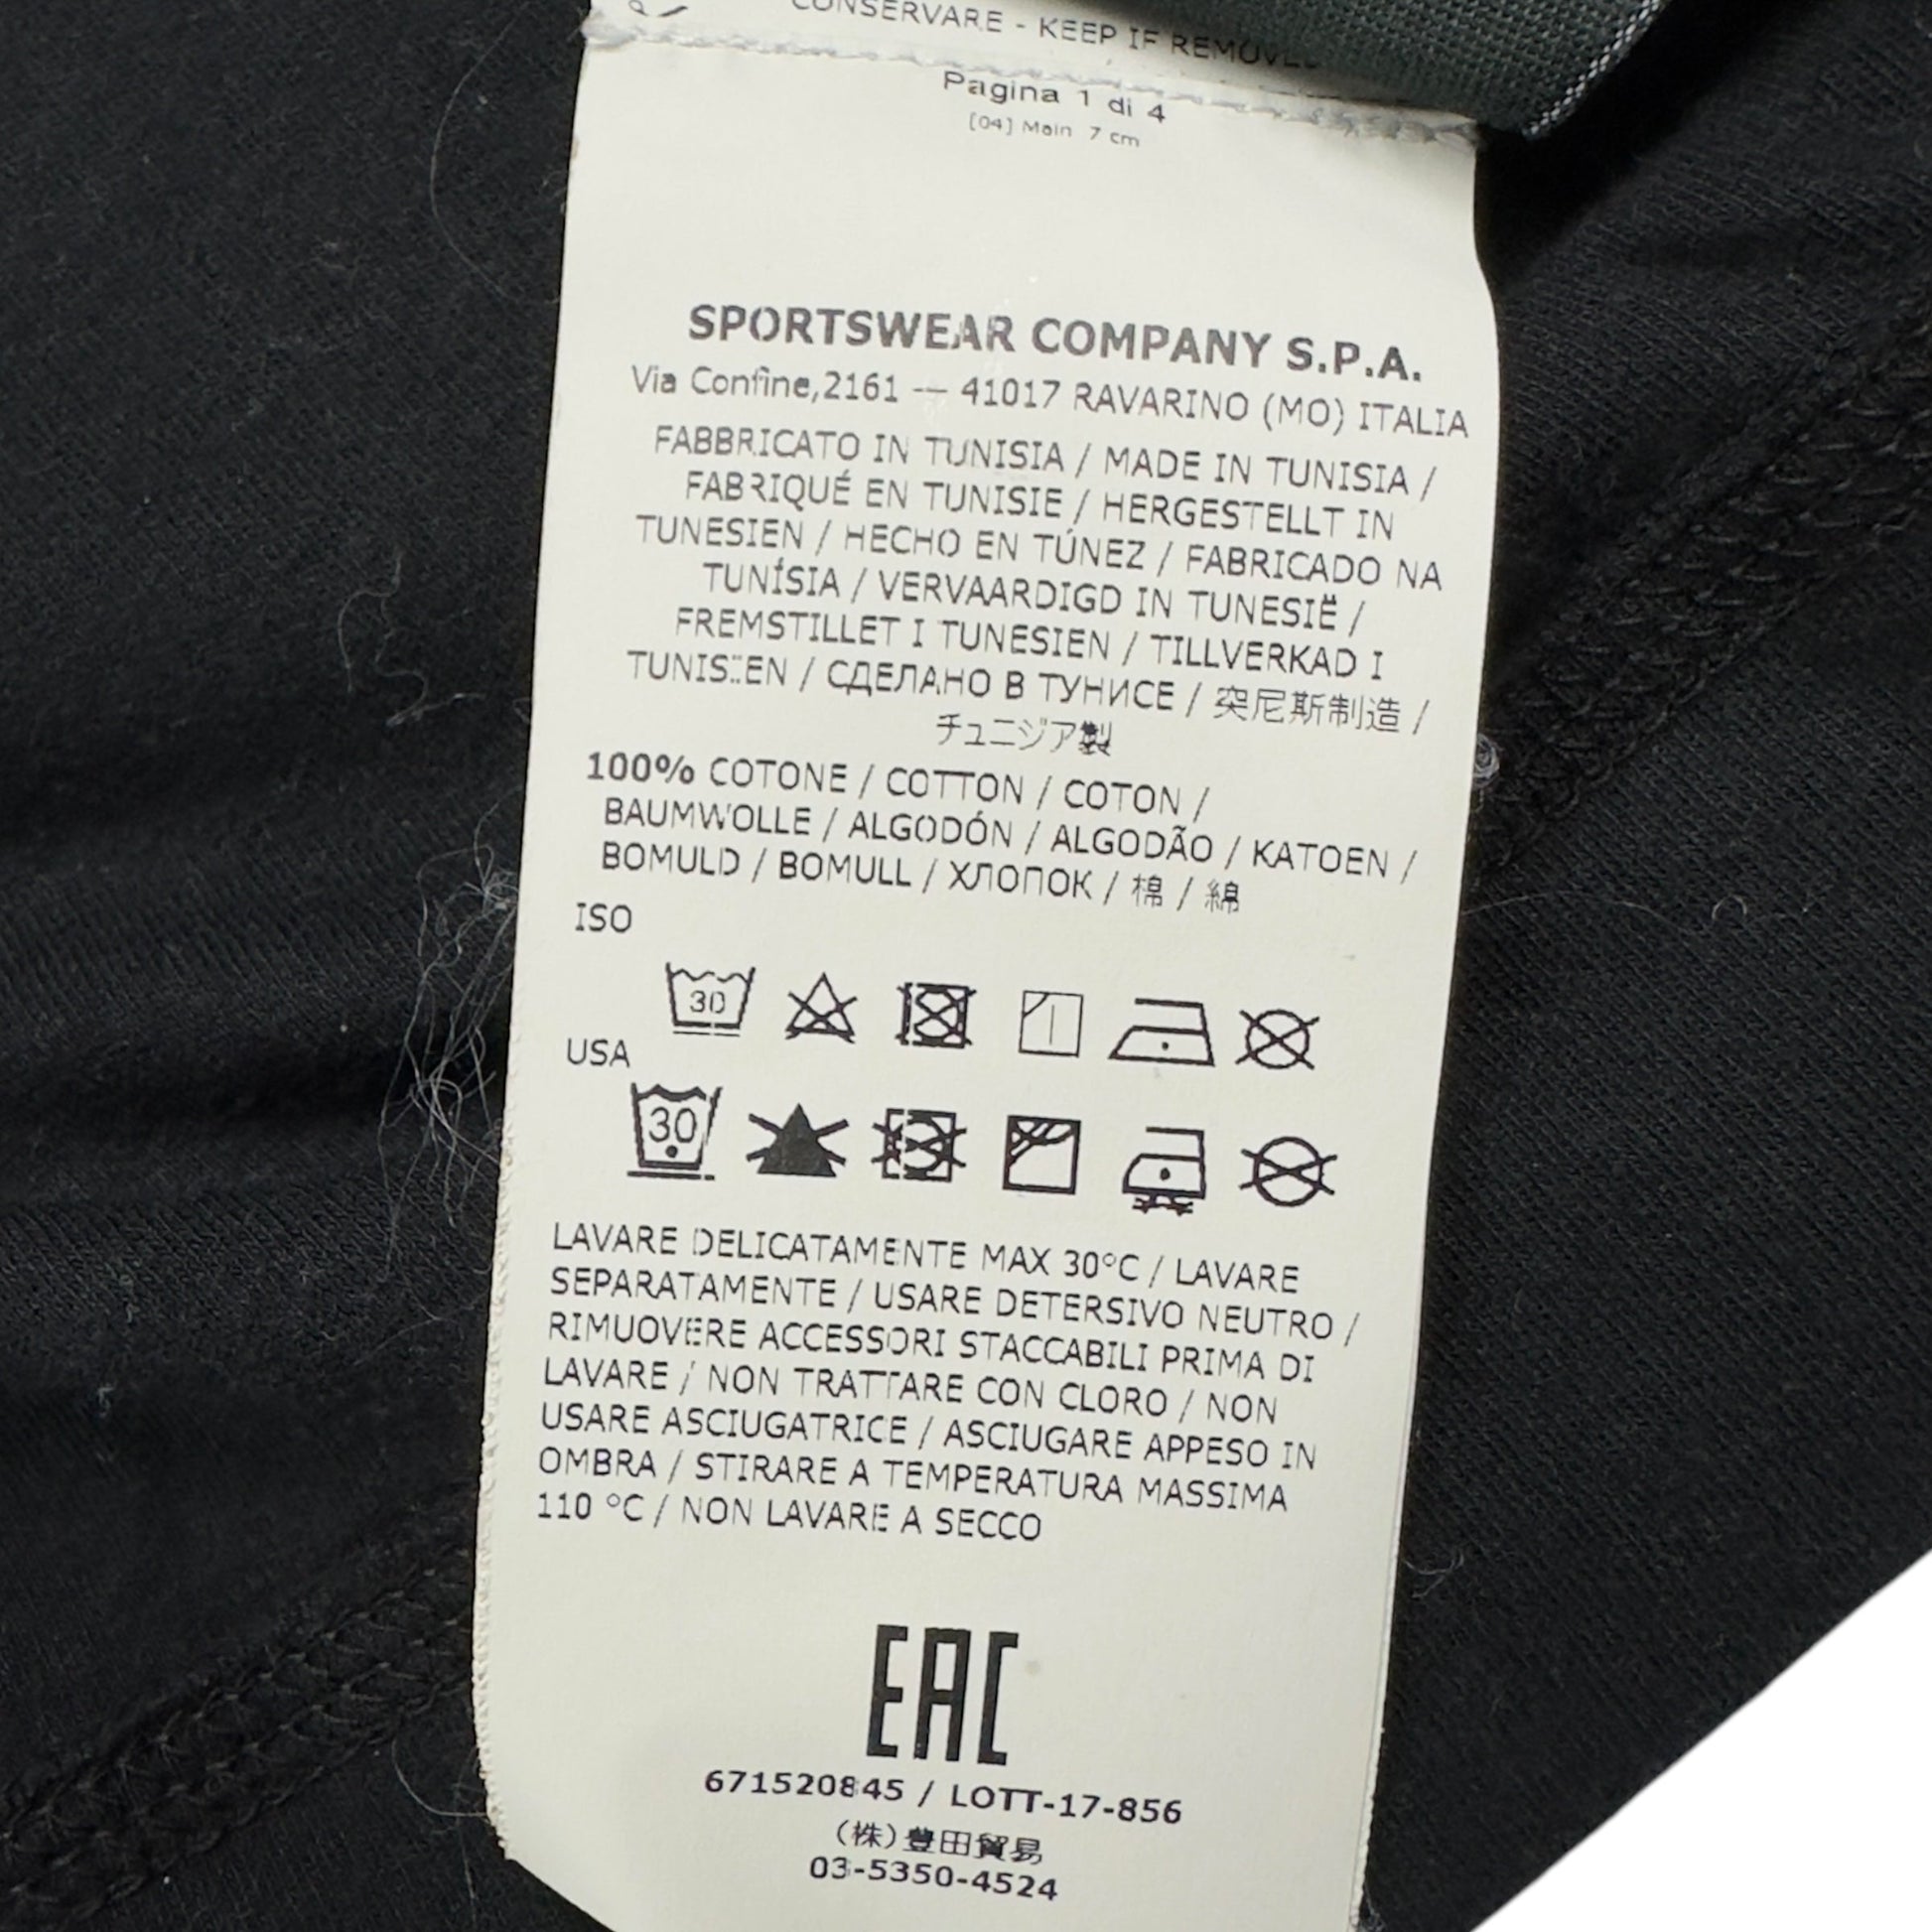 CONSERVARE - KEEP IF REMOVED
Pagina 1 di 4
[04] Main 7 cm
SPORTSWEAR COMPANY S.P.A.
Via Confine,2161 -- 41017 RAVARINO (MO) ITALIA
FABBRICATO IN TUNISIA / MADE IN TUNISIA /
FABRIQUÉ EN TUNISIE / HERGESTELLT IN
TUNESIEN / HECHO EN TÚNEZ / FABRICADO NA
TUNÍSIA / VERVAARDIGD IN TUNESIË /
FREMSTILLET I TUNESIEN / TILLVERKAD I
TUNISIEN / СДЕЛАНО В ТУНИСЕ / 突尼斯制造 /
チュニジア製
100% COTONE / COTTON / COTON /
BAUMWOLLE / ALGODÓN / ALGODÃO / KATOEN /
BOMULD / BOMULL / ХЛОПОК / 棉 / 綿
ISO
30
USA
30
LAVARE DELICATAMENTE MAX 30°C / LAVARE
SEPARATAMENTE / USARE DETERSIVO NEUTRO /
RIMUOVERE ACCESSORI STACCABILI PRIMA DI
LAVARE / NON TRATTARE CON CLORO / NON
USARE ASCIUGATRICE / ASCIUGARE APPESO IN
OMBRA / STIRARE A TEMPERATURA MASSIMA
110 °C / NON LAVARE A SECCO
EAC
671520845 / LOTT-17-856
(株)豊田貿易
03-5350-4524